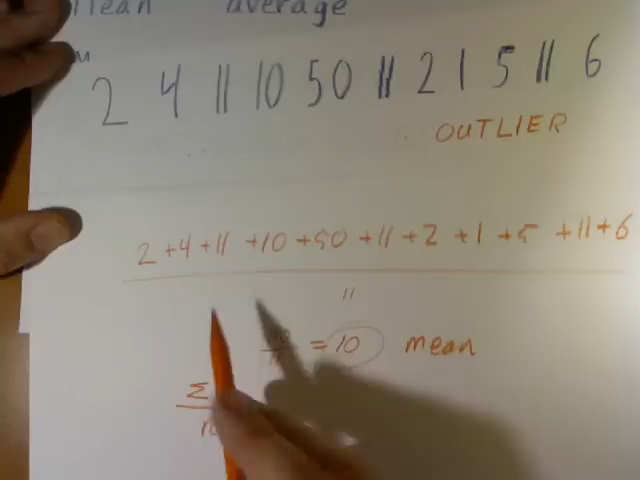 Mean average
2 4 11 10 50 11 2 1 5 11 6
OUTLIER
2+4+11+10+50+11+2+1+5+11+6
11
= 10 mean
Σ